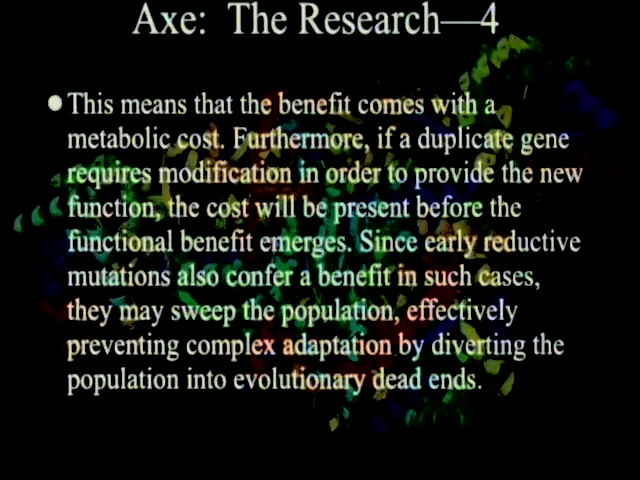 Axe:  The Research—4
This means that the benefit comes with a
metabolic cost. Furthermore, if a duplicate gene
requires modification in order to provide the new
function, the cost will be present before the
functional benefit emerges. Since early reductive
mutations also confer a benefit in such cases,
they may sweep the population, effectively
preventing complex adaptation by diverting the
population into evolutionary dead ends.